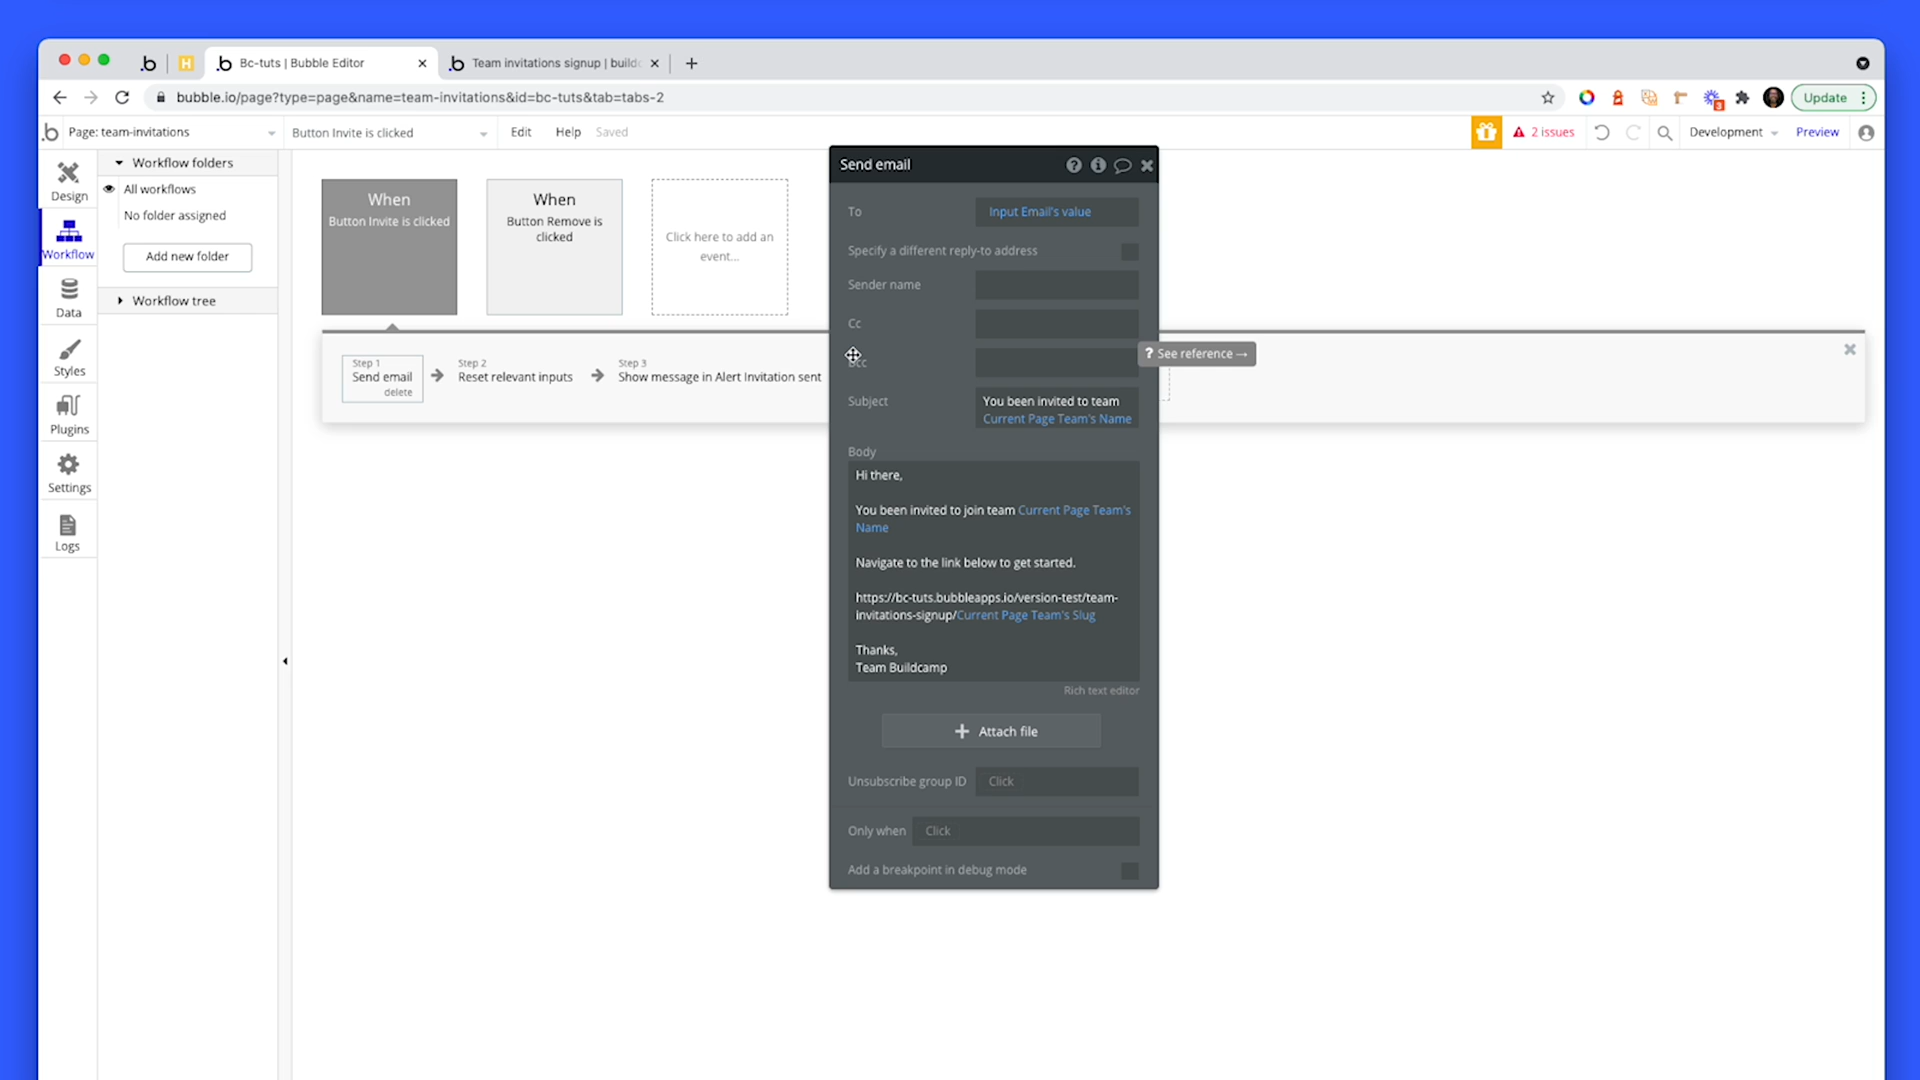 Bc-tuts | Bubble Editor
Team invitations signup | build
bubble.io/page?type=page&name=team-invitations&id=bc-tuts&tab=tabs-2
3
Update
Page: team-invitations
Button Invite is clicked
Edit
Help
Saved
2 issues
Development
Preview
Design
Workflow
Data
Styles
Plugins
Settings
Logs
Workflow folders
All workflows
No folder assigned
Add new folder
Workflow tree
When
Button Invite is clicked
When
Button Remove is
clicked
Click here to add an
event...
Step 1
Send email
delete
Step 2
Reset relevant inputs
Step 3
Show message in Alert Invitation sent
? See reference →
Send email
To
Input Email's value
Specify a different reply-to address
Sender name
Cc
Bcc
Subject
You been invited to team
Current Page Team's Name
Body
Hi there,
You been invited to join team Current Page Team's
Name
Navigate to the link below to get started.
https://bc-tuts.bubbleapps.io/version-test/team-
invitations-signup/Current Page Team's Slug
Thanks,
Team Buildcamp
Rich text editor
Attach file
Unsubscribe group ID
Click
Only when
Click
Add a breakpoint in debug mode